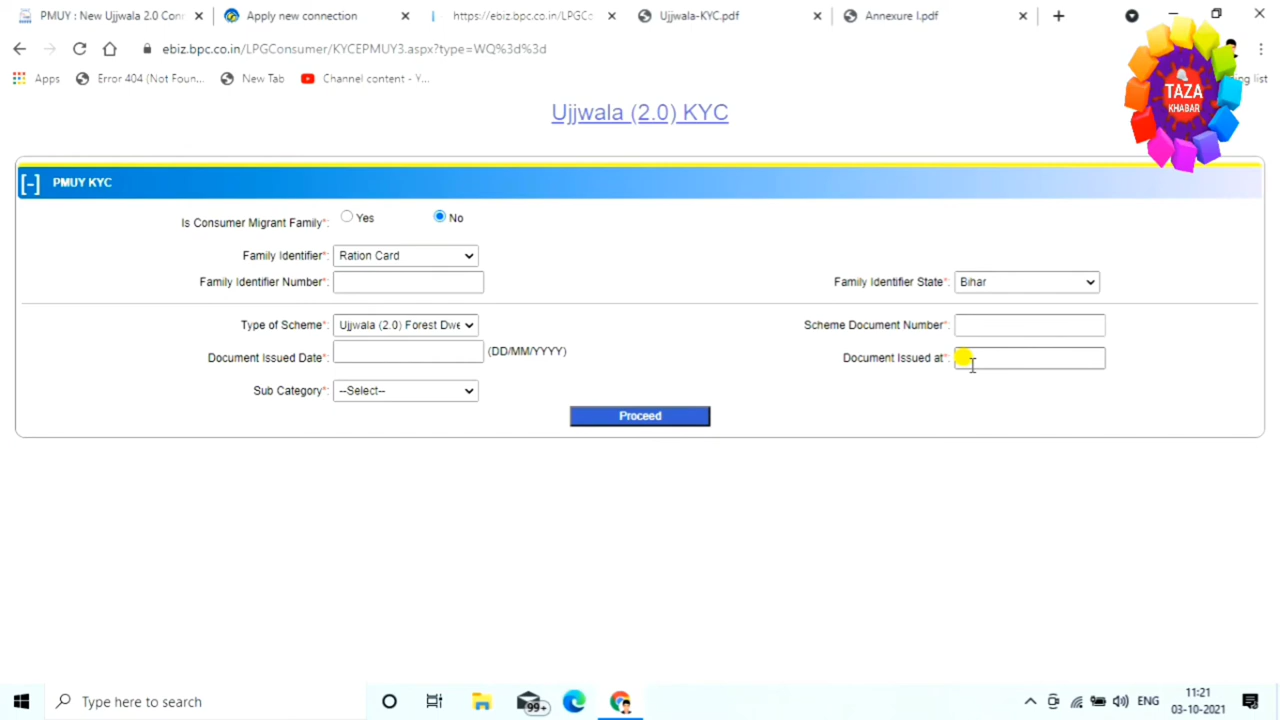 PMUY : New Ujjwala 2.0 Conr
Apply new connection
https://ebiz.bpc.co.in/LPGCo
Ujjwala-KYC.pdf
Annexure I.pdf
ebiz.bpc.co.in/LPGConsumer/KYCEPMUY3.aspx?type=WQ%3d%3d
Apps
Error 404 (Not Foun...
New Tab
Channel content - Y...
ing list
TAZA
KHABAR
Ujjwala (2.0) KYC
[-] PMUY KYC
Is Consumer Migrant Family*: Yes No
Family Identifier*: Ration Card
Family Identifier Number*: Family Identifier State*: Bihar
Type of Scheme*: Ujjwala (2.0) Forest Dwe Scheme Document Number*:
Document Issued Date*: (DD/MM/YYYY) Document Issued at*:
Sub Category*: --Select--
Proceed
Type here to search
99+
ENG
11:21
03-10-2021